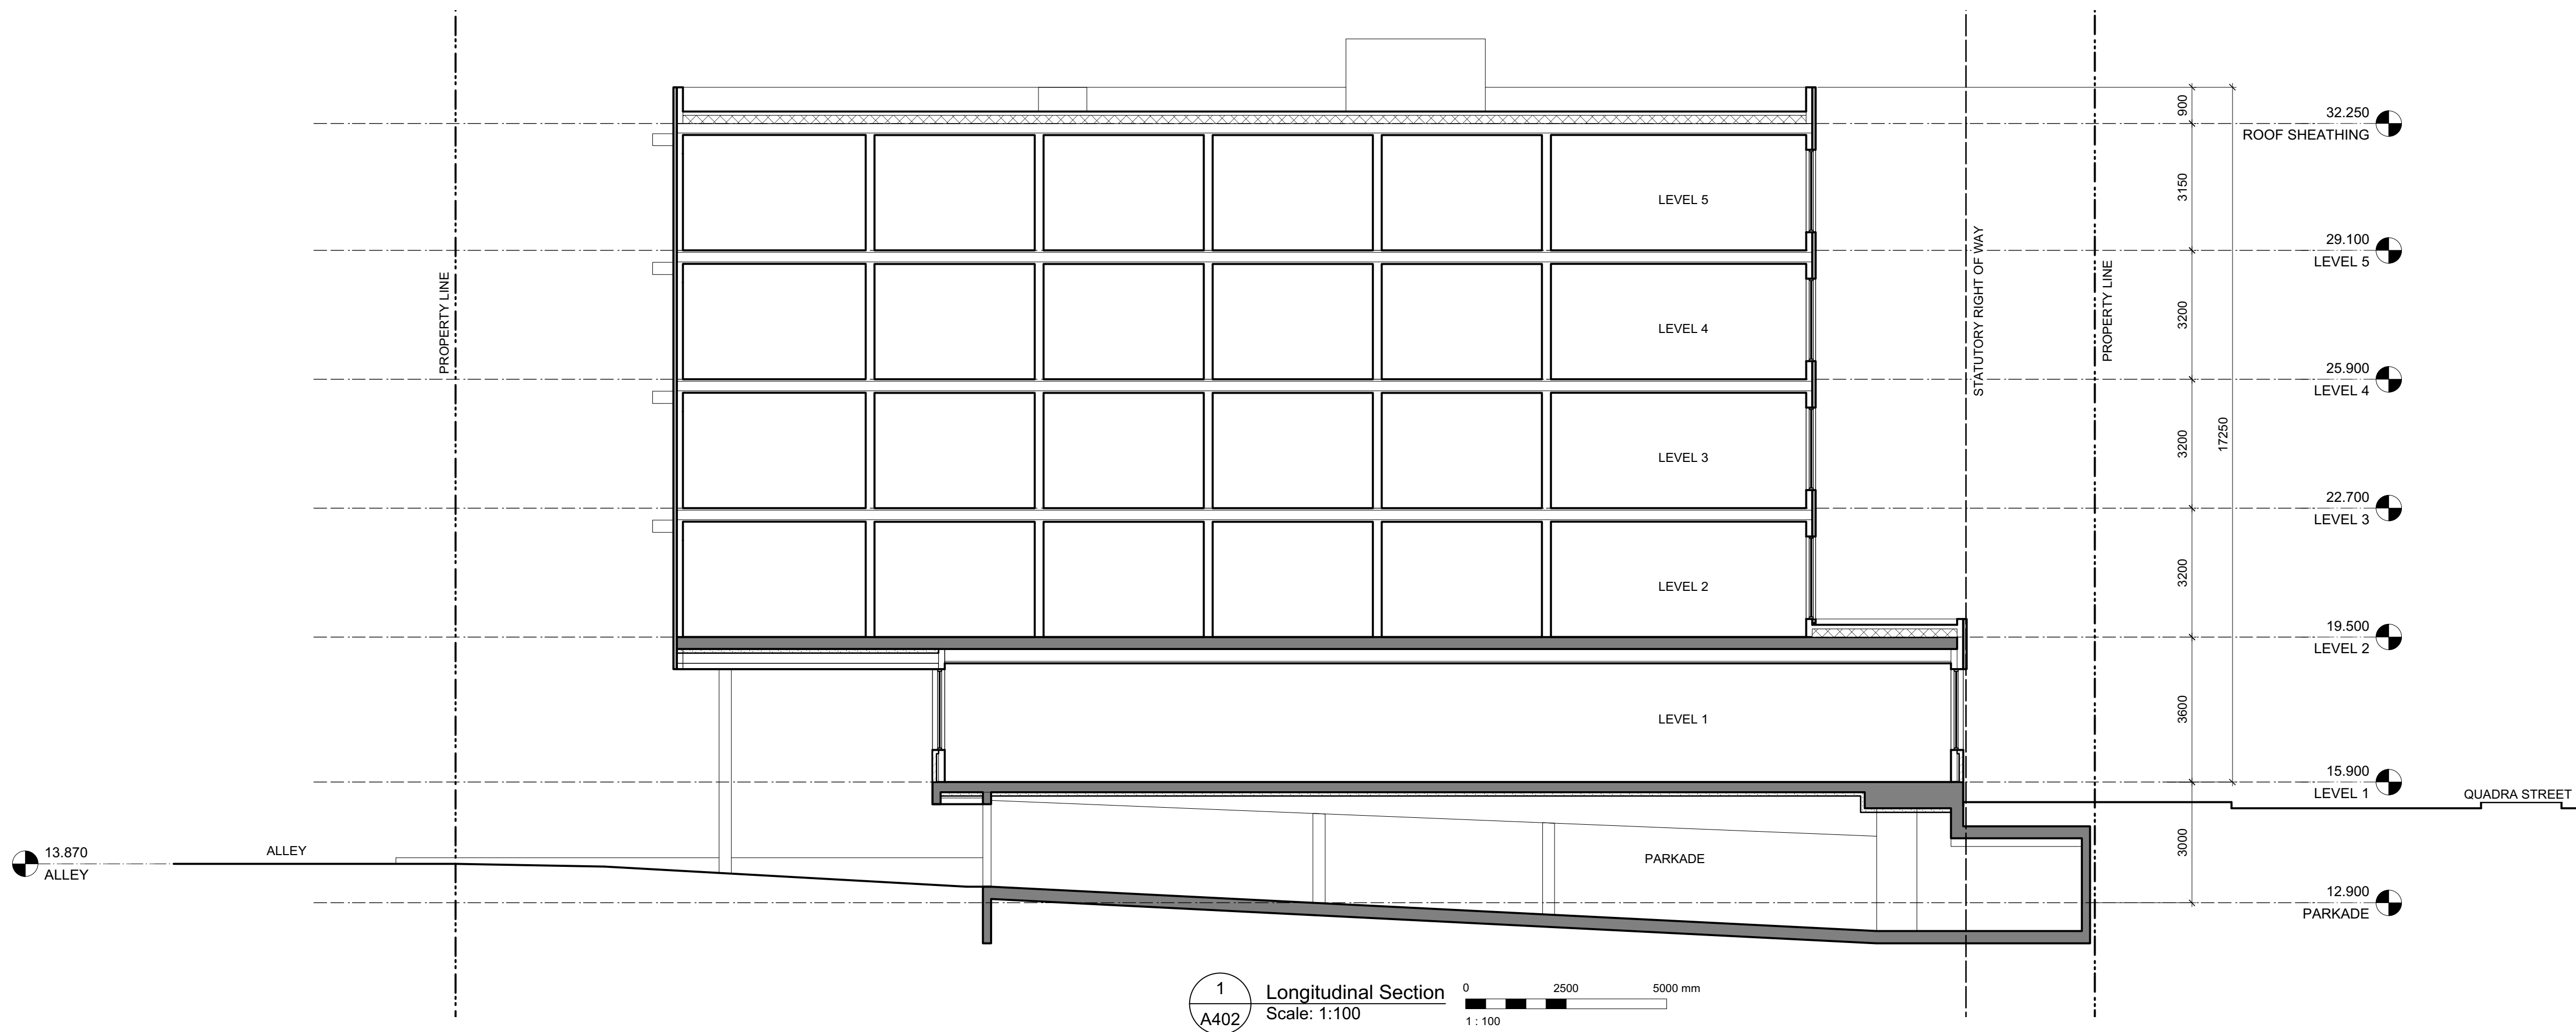 900
32.250
ROOF SHEATHING
3150
LEVEL 5
29.100
LEVEL 5
PROPERTY LINE
STATUTORY RIGHT OF WAY
PROPERTY LINE
3200
LEVEL 4
25.900
LEVEL 4
3200
17250
LEVEL 3
22.700
LEVEL 3
3200
LEVEL 2
19.500
LEVEL 2
3600
LEVEL 1
15.900
LEVEL 1
QUADRA STREET
13.870
ALLEY
ALLEY
PARKADE
3000
12.900
PARKADE
1
A402
Longitudinal Section
Scale: 1:100
0 2500 5000 mm
1 : 100